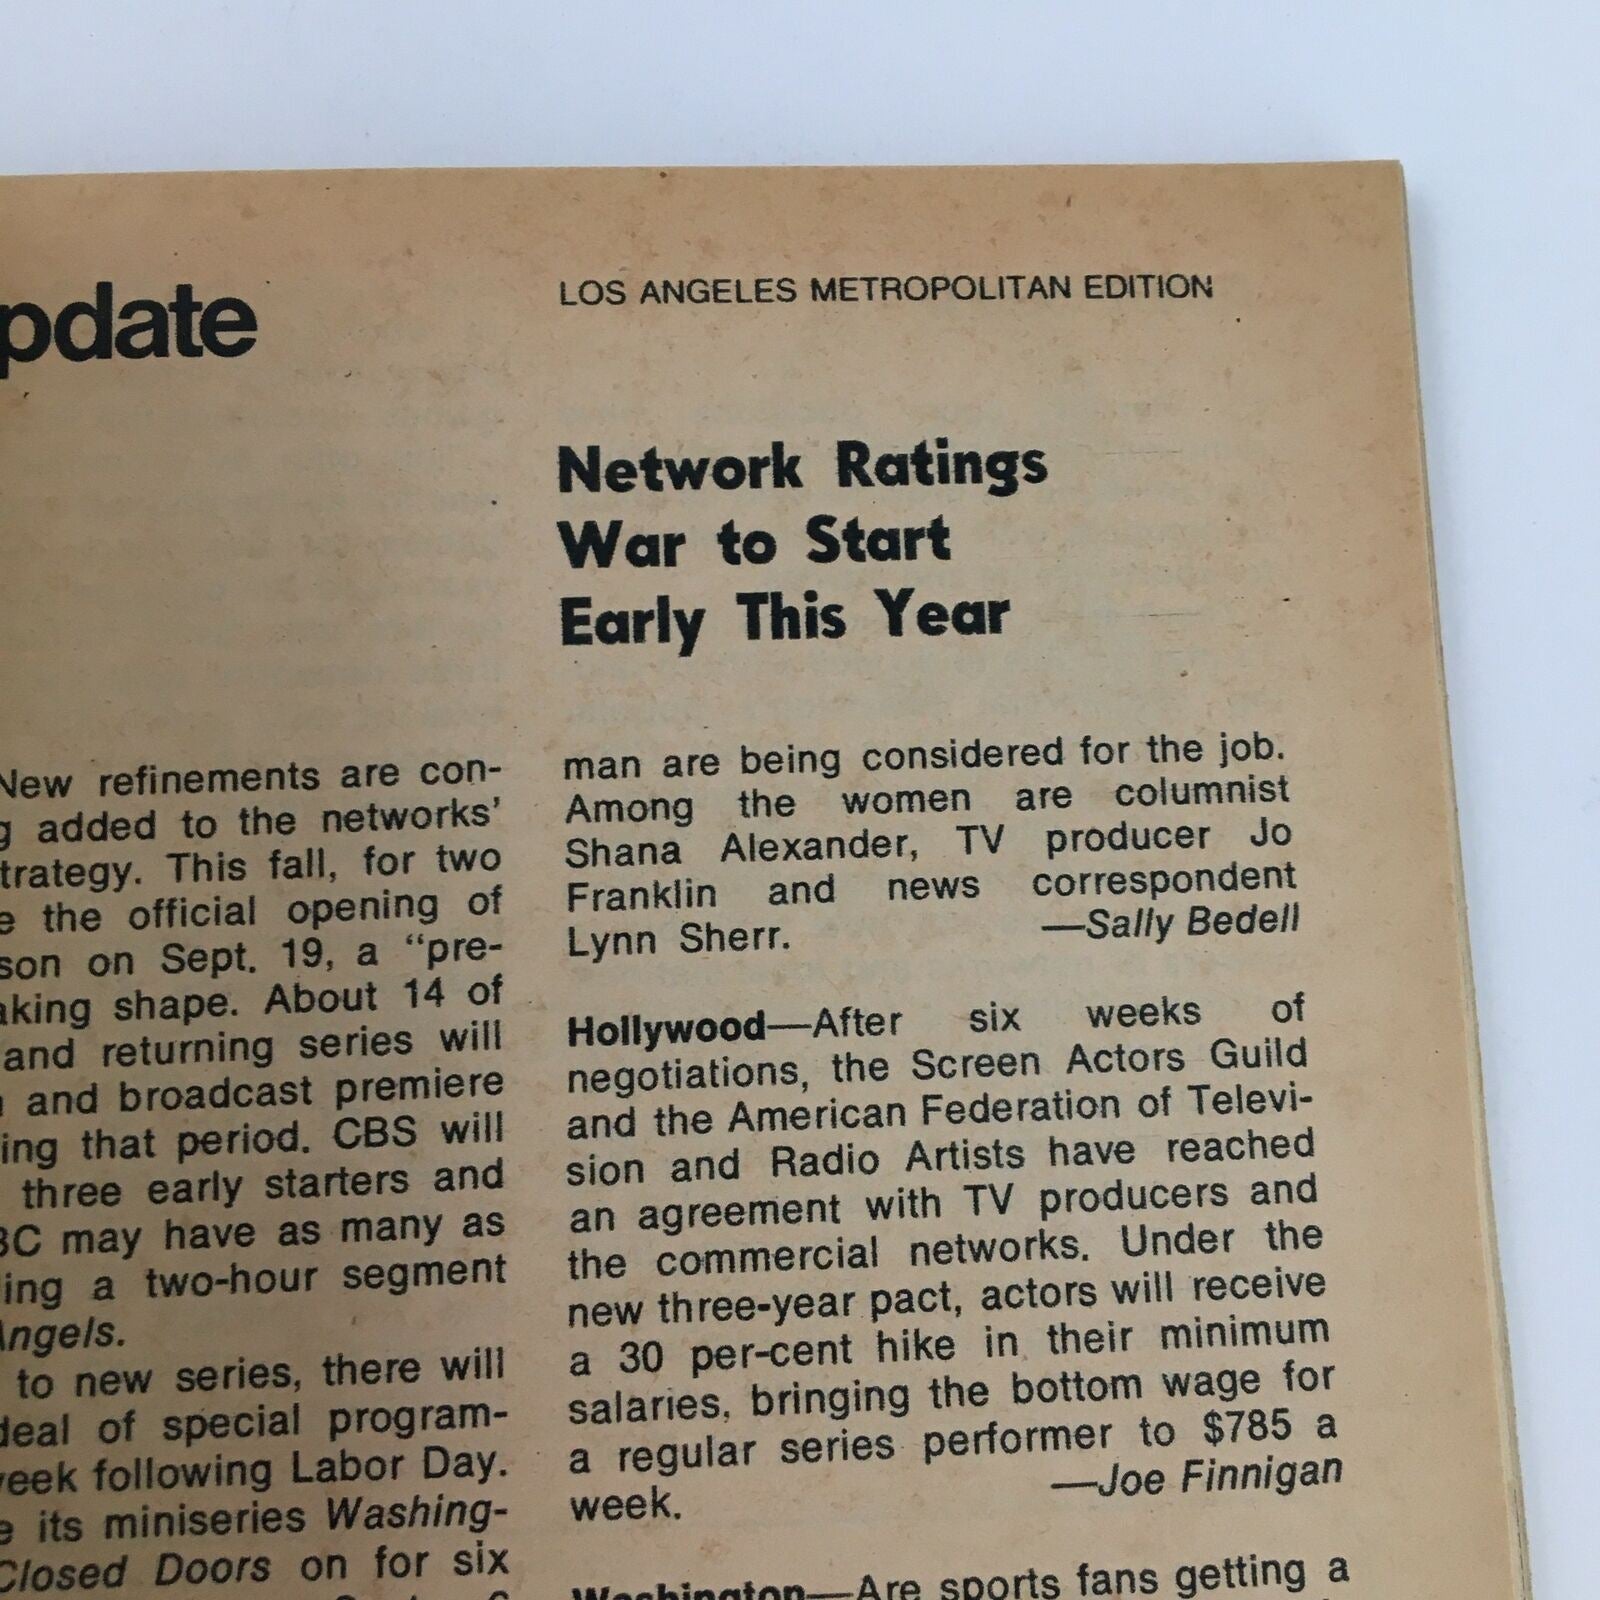 pdate
LOS ANGELES METROPOLITAN EDITION
Network Ratings
War to Start
Early This Year
New refinements are con-
added to the networks'
trategy. This fall, for two
the official opening of
son on Sept. 19, a "pre-
aking shape. About 14 of
and returning series will
and broadcast premiere
ing that period. CBS will
three early starters and
BC may have as many as
ing a two-hour segment
Angels.
to new series, there will
deal of special program-
week following Labor Day.
its miniseries Washing-
Closed Doors on for six
man are being considered for the job.
Among the women are columnist
Shana Alexander, TV producer Jo
Franklin and news correspondent
Lynn Sherr. —Sally Bedell
Hollywood—After six weeks of
negotiations, the Screen Actors Guild
and the American Federation of Televi-
sion and Radio Artists have reached
an agreement with TV producers and
the commercial networks. Under the
new three-year pact, actors will receive
a 30 per-cent hike in their minimum
salaries, bringing the bottom wage for
a regular series performer to $785 a
week. —Joe Finnigan
Washington—Are sports fans getting a